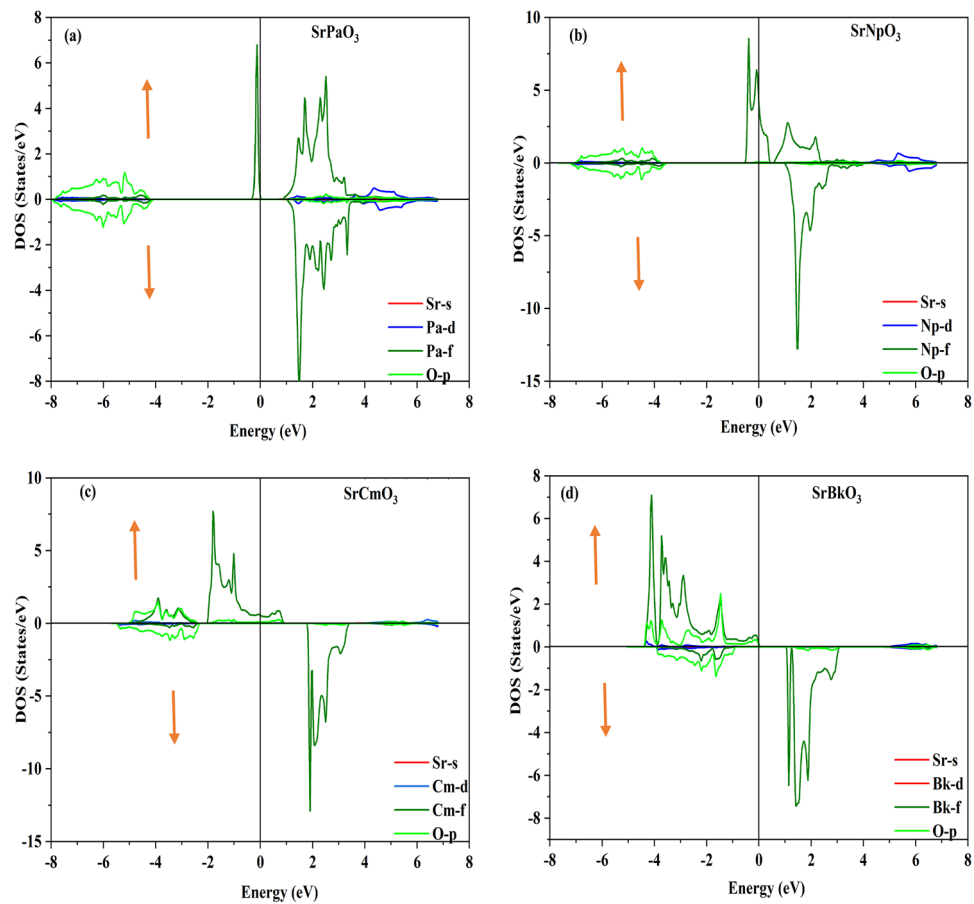 (a)
SrPaO3
DOS (States/eV)
8
6
4
2
0
-2
-4
-6
-8
Sr-s
Pa-d
Pa-f
O-p
-8 -6 -4 -2 0 2 4 6 8
Energy (eV)
(b)
SrNpO3
DOS (States/eV)
10
5
0
-5
-10
-15
Sr-s
Np-d
Np-f
O-p
-8 -6 -4 -2 0 2 4 6 8
Energy (eV)
(c)
SrCmO3
DOS (States/eV)
10
5
0
-5
-10
-15
Sr-s
Cm-d
Cm-f
O-p
-8 -6 -4 -2 0 2 4 6 8
Energy (eV)
(d)
SrBkO3
DOS (States/eV)
8
6
4
2
0
-2
-4
-6
-8
Sr-s
Bk-d
Bk-f
O-p
-8 -6 -4 -2 0 2 4 6 8
Energy (eV)